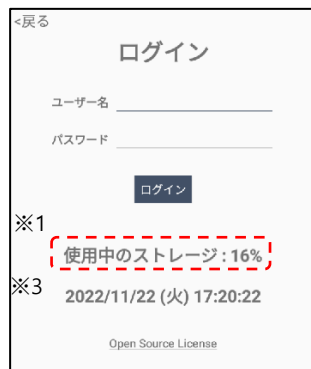 <戻る
ログイン
ユーザー名
パスワード
ログイン
※1
使用中のストレージ : 16%
※3
2022/11/22 (火) 17:20:22
Open Source License